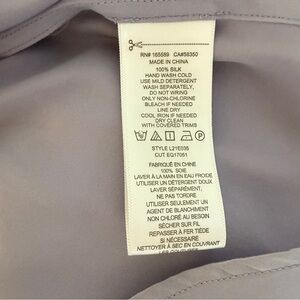 RN# 165589 CA#58350
MADE IN CHINA
100% SILK
HAND WASH COLD
USE MILD DETERGENT
WASH SEPARATELY,
DO NOT WRING
ONLY NON-CHLORINE
BLEACH IF NEEDED
LINE DRY
COOL IRON IF NEEDED
DRY CLEAN
WITH COVERED TRIMS
STYLE L21E035
CUT EQ17051
FABRIQUÉ EN CHINE
100% SOIE
LAVER À LA MAIN EN EAU FROIDE
UTILISER UN DÉTERGENT DOUX
LAVER SÉPARÉMENT,
NE PAS TORDRE
UTILISER SEULEMENT UN
AGENT DE BLANCHIMENT
NON CHLORÉ AU BESOIN
SÉCHER SUR FIL
REPASSER À FER TIÈDE
SI NÉCESSAIRE
NETTOYER À SEC EN COUVRANT